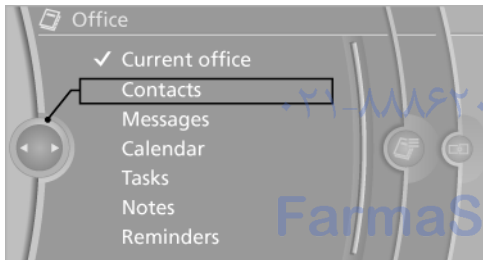 Office
✓ Current office
Contacts
Messages
Calendar
Tasks
Notes
Reminders
FarmaS